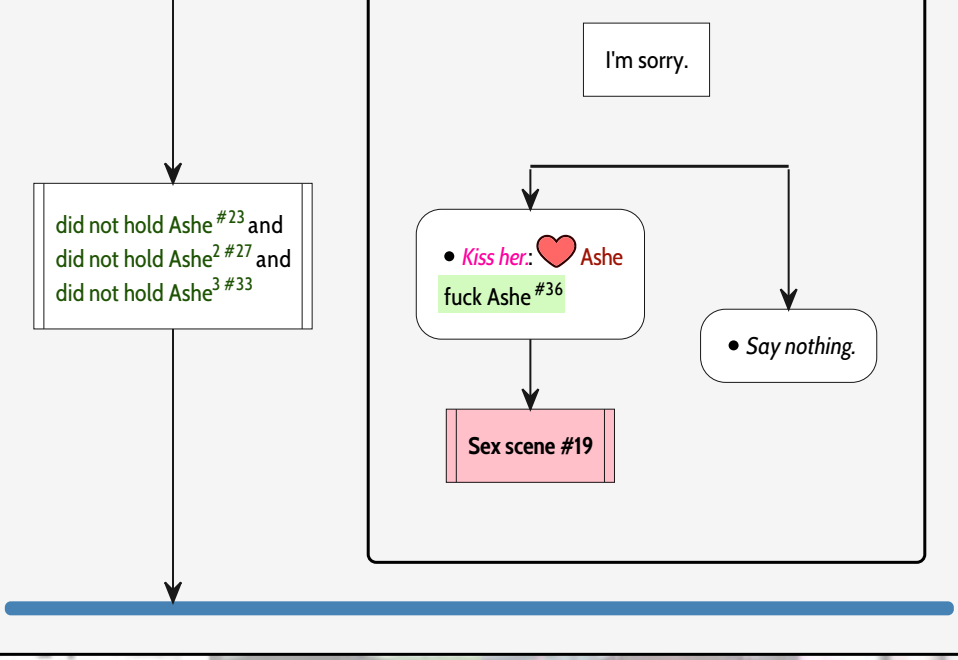 I'm sorry.
did not hold Ashe #23 and
did not hold Ashe2 #27 and
did not hold Ashe3 #33
• Kiss her.: Ashe
fuck Ashe #36
• Say nothing.
Sex scene #19